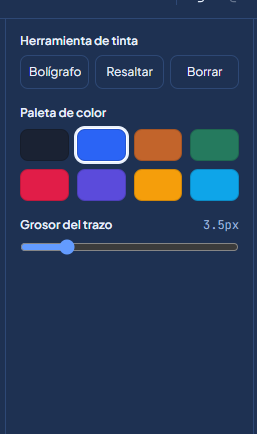 Herramienta de tinta
Bolígrafo Resaltar Borrar
Paleta de color
Grosor del trazo 3.5px